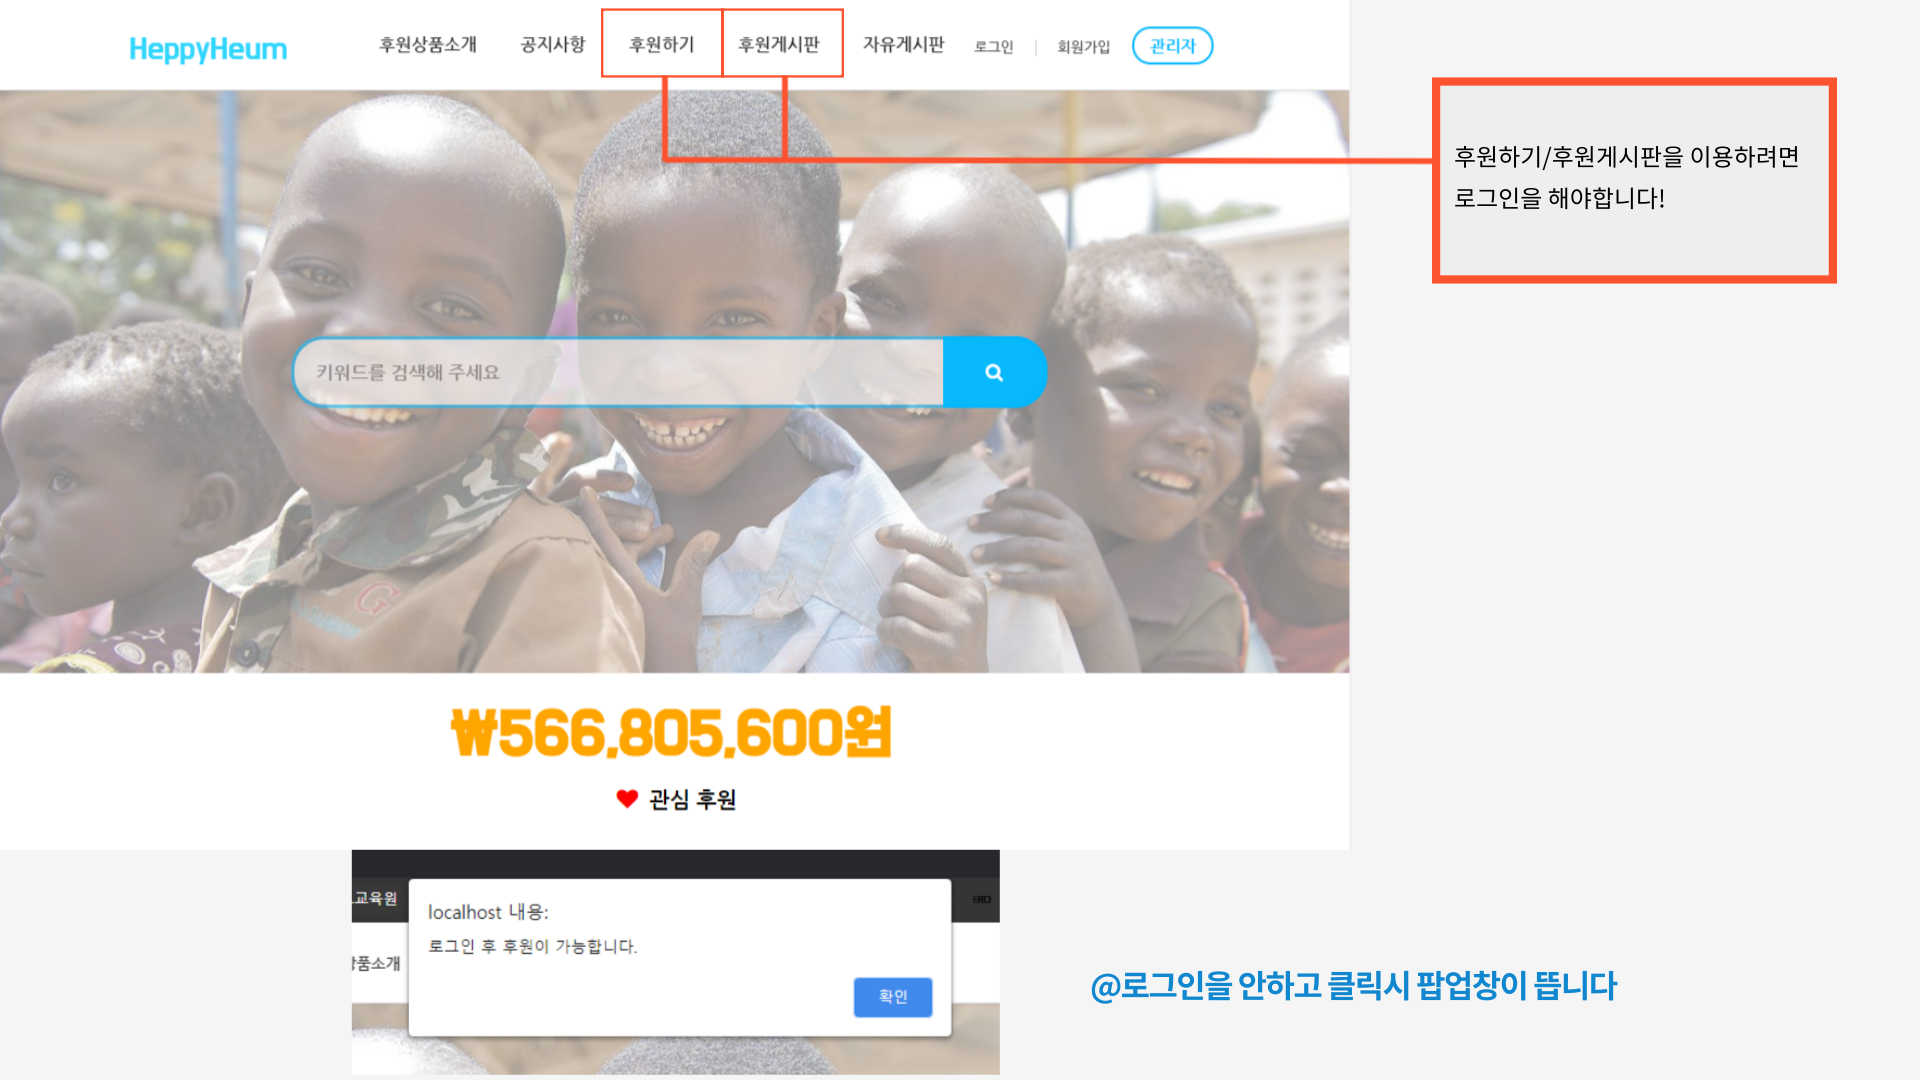 HeppyHeum
후원상품소개 공지사항 후원하기 후원게시판 자유게시판 로그인 | 회원가입 관리자
후원하기/후원게시판을 이용하려면
로그인을 해야합니다!
키워드를 검색해 주세요
G
₩566,805,600원
관심 후원
교육원
localhost 내용:
로그인 후 후원이 가능합니다.
상품소개
확인
@로그인을 안하고 클릭시 팝업창이 뜹니다